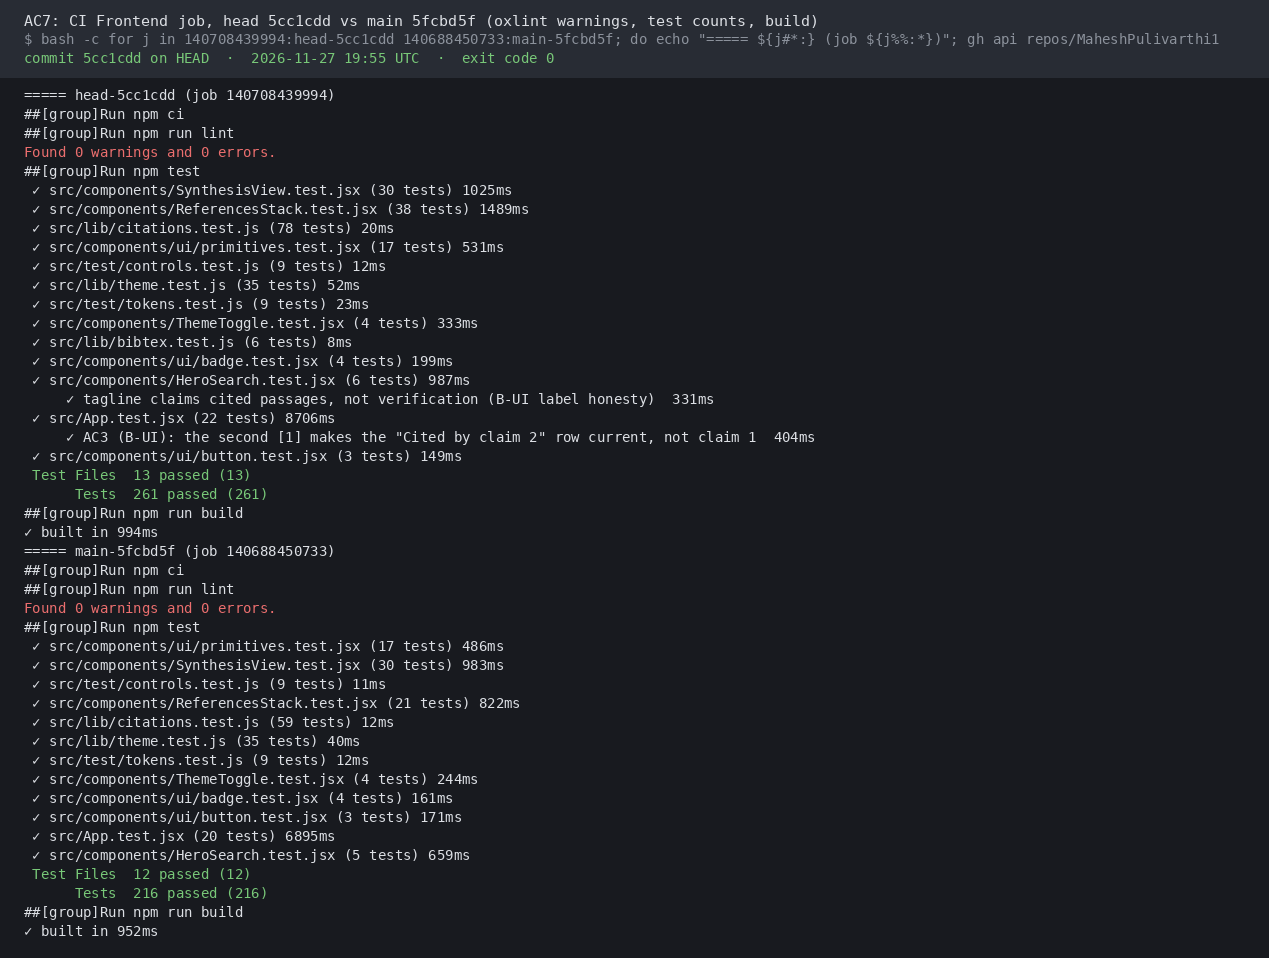 AC7: CI Frontend job, head 5cc1cdd vs main 5fcbd5f (oxlint warnings, test counts, build)
$ bash -c for j in 140708439994:head-5cc1cdd 140688450733:main-5fcbd5f; do echo "===== ${j#*:} (job ${j%%:*})"; gh api repos/MaheshPulivarthi1
commit 5cc1cdd on HEAD · 2026-11-27 19:55 UTC · exit code 0
===== head-5cc1cdd (job 140708439994)
##[group]Run npm ci
##[group]Run npm run lint
Found 0 warnings and 0 errors.
##[group]Run npm test
✓ src/components/SynthesisView.test.jsx (30 tests) 1025ms
✓ src/components/ReferencesStack.test.jsx (38 tests) 1489ms
✓ src/lib/citations.test.js (78 tests) 20ms
✓ src/components/ui/primitives.test.jsx (17 tests) 531ms
✓ src/test/controls.test.js (9 tests) 12ms
✓ src/lib/theme.test.js (35 tests) 52ms
✓ src/test/tokens.test.js (9 tests) 23ms
✓ src/components/ThemeToggle.test.jsx (4 tests) 333ms
✓ src/lib/bibtex.test.js (6 tests) 8ms
✓ src/components/ui/badge.test.jsx (4 tests) 199ms
✓ src/components/HeroSearch.test.jsx (6 tests) 987ms
✓ tagline claims cited passages, not verification (B-UI label honesty) 331ms
✓ src/App.test.jsx (22 tests) 8706ms
✓ AC3 (B-UI): the second [1] makes the "Cited by claim 2" row current, not claim 1 404ms
✓ src/components/ui/button.test.jsx (3 tests) 149ms
Test Files 13 passed (13)
Tests 261 passed (261)
##[group]Run npm run build
✓ built in 994ms
===== main-5fcbd5f (job 140688450733)
##[group]Run npm ci
##[group]Run npm run lint
Found 0 warnings and 0 errors.
##[group]Run npm test
✓ src/components/ui/primitives.test.jsx (17 tests) 486ms
✓ src/components/SynthesisView.test.jsx (30 tests) 983ms
✓ src/test/controls.test.js (9 tests) 11ms
✓ src/components/ReferencesStack.test.jsx (21 tests) 822ms
✓ src/lib/citations.test.js (59 tests) 12ms
✓ src/lib/theme.test.js (35 tests) 40ms
✓ src/test/tokens.test.js (9 tests) 12ms
✓ src/components/ThemeToggle.test.jsx (4 tests) 244ms
✓ src/components/ui/badge.test.jsx (4 tests) 161ms
✓ src/components/ui/button.test.jsx (3 tests) 171ms
✓ src/App.test.jsx (20 tests) 6895ms
✓ src/components/HeroSearch.test.jsx (5 tests) 659ms
Test Files 12 passed (12)
Tests 216 passed (216)
##[group]Run npm run build
✓ built in 952ms